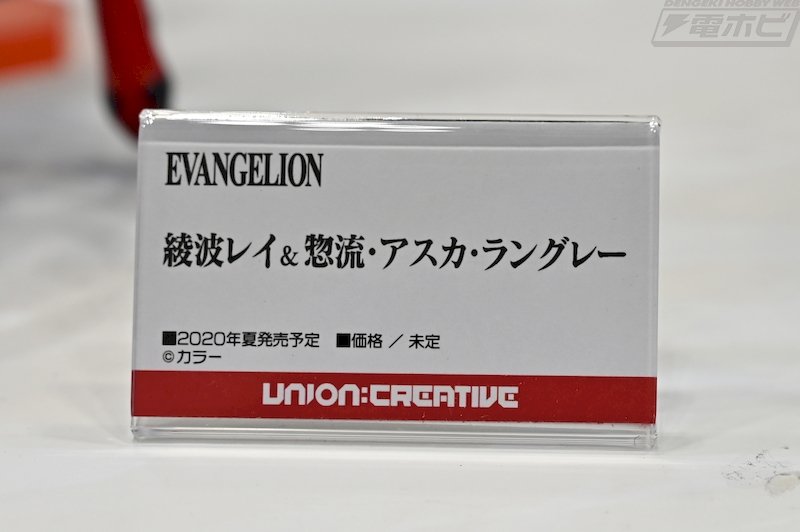 DENGEKI HOBBY WEB
電ホビ
EVANGELION
綾波レイ&惣流・アスカ・ラングレー
■2020年夏発売予定 ■価格 / 未定
©カラー
UNION:CREATIVE